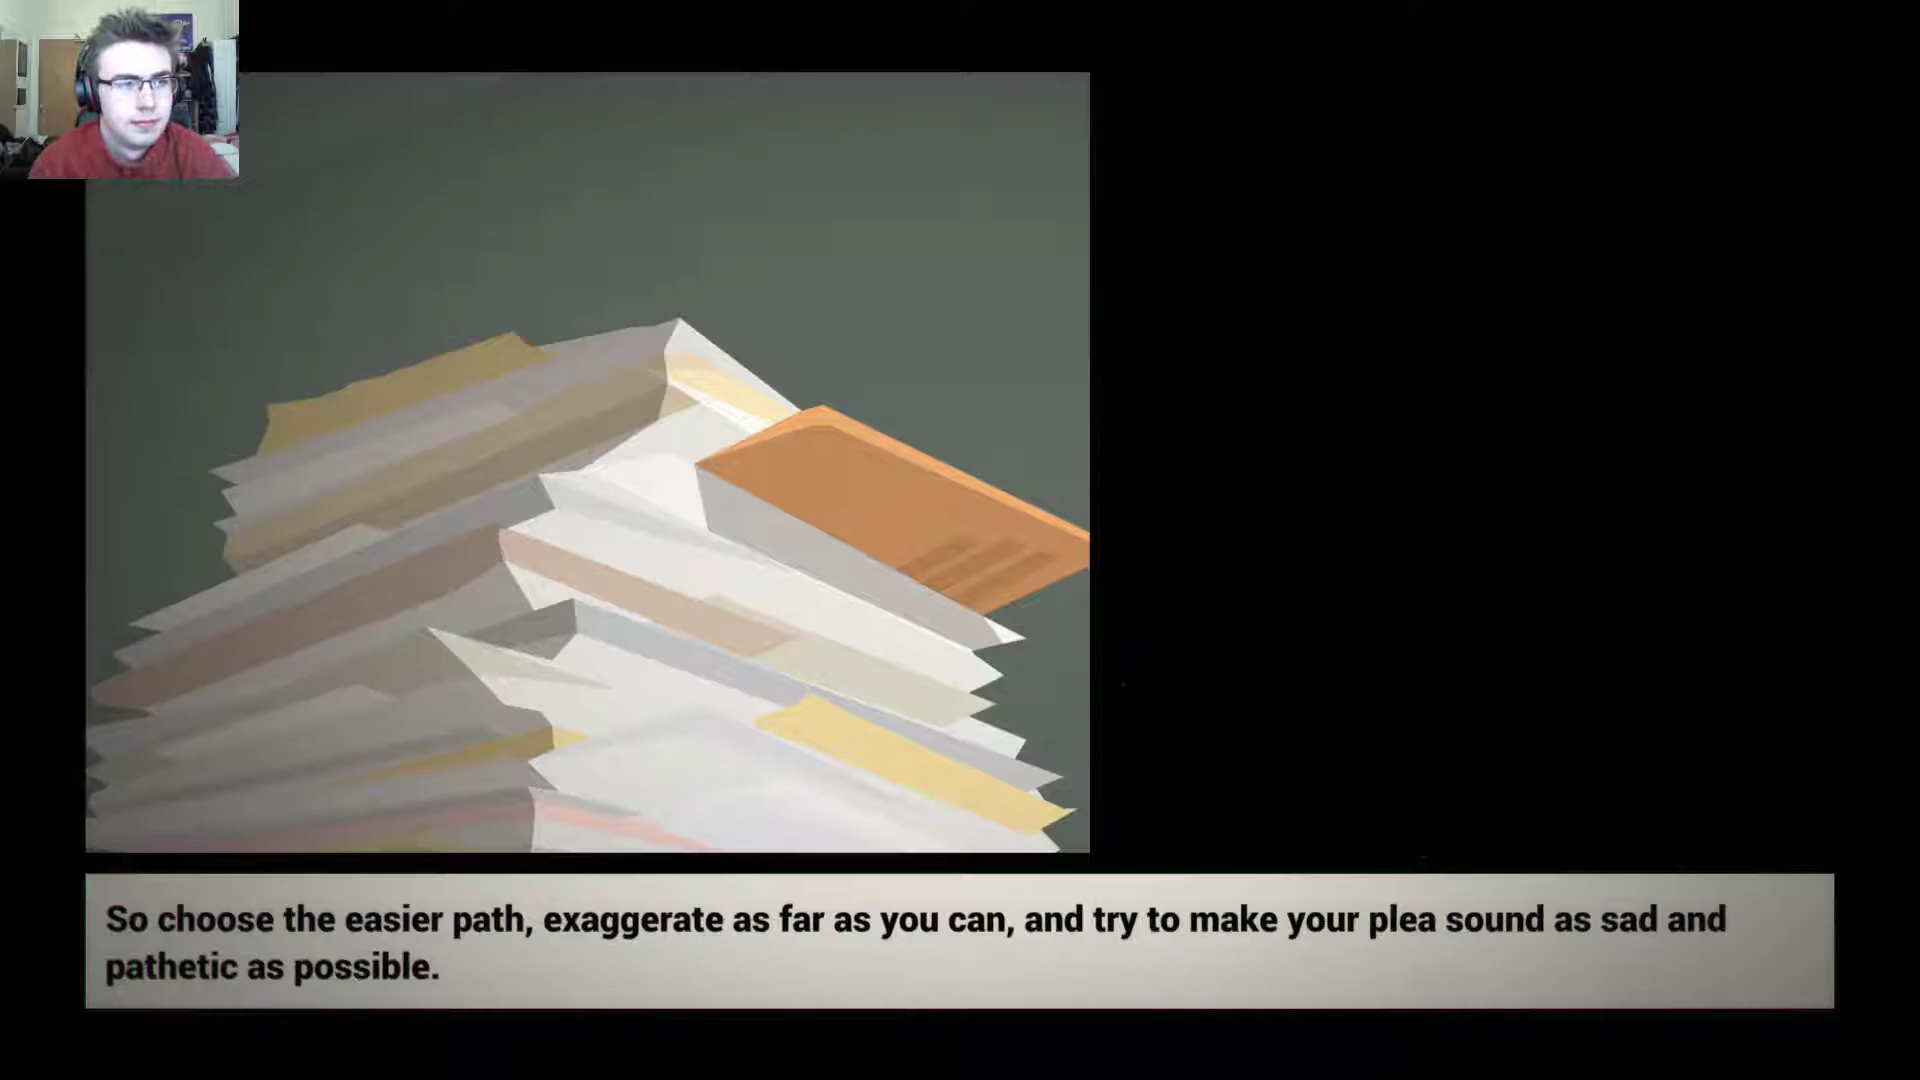 So choose the easier path, exaggerate as far as you can, and try to make your plea sound as sad and
pathetic as possible.